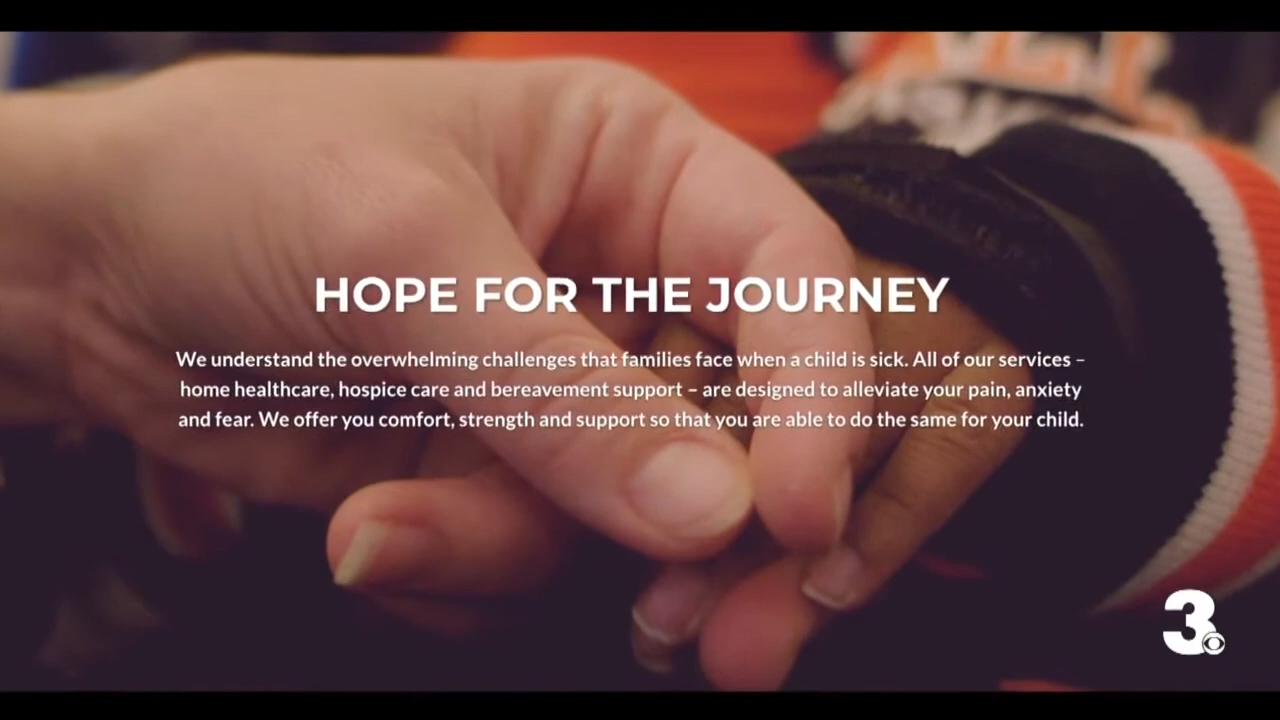 HOPE FOR THE JOURNEY
We understand the overwhelming challenges that families face when a child is sick. All of our services –
home healthcare, hospice care and bereavement support – are designed to alleviate your pain, anxiety
and fear. We offer you comfort, strength and support so that you are able to do the same for your child.
3